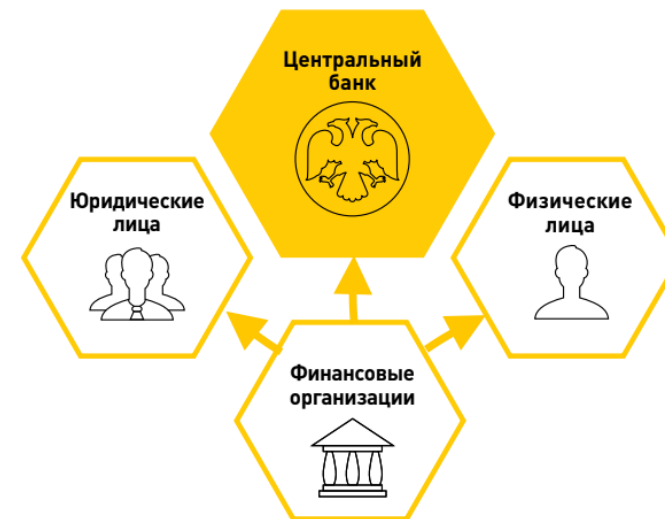 Центральный
банк
Юридические
лица
Физические
лица
Финансовые
организации